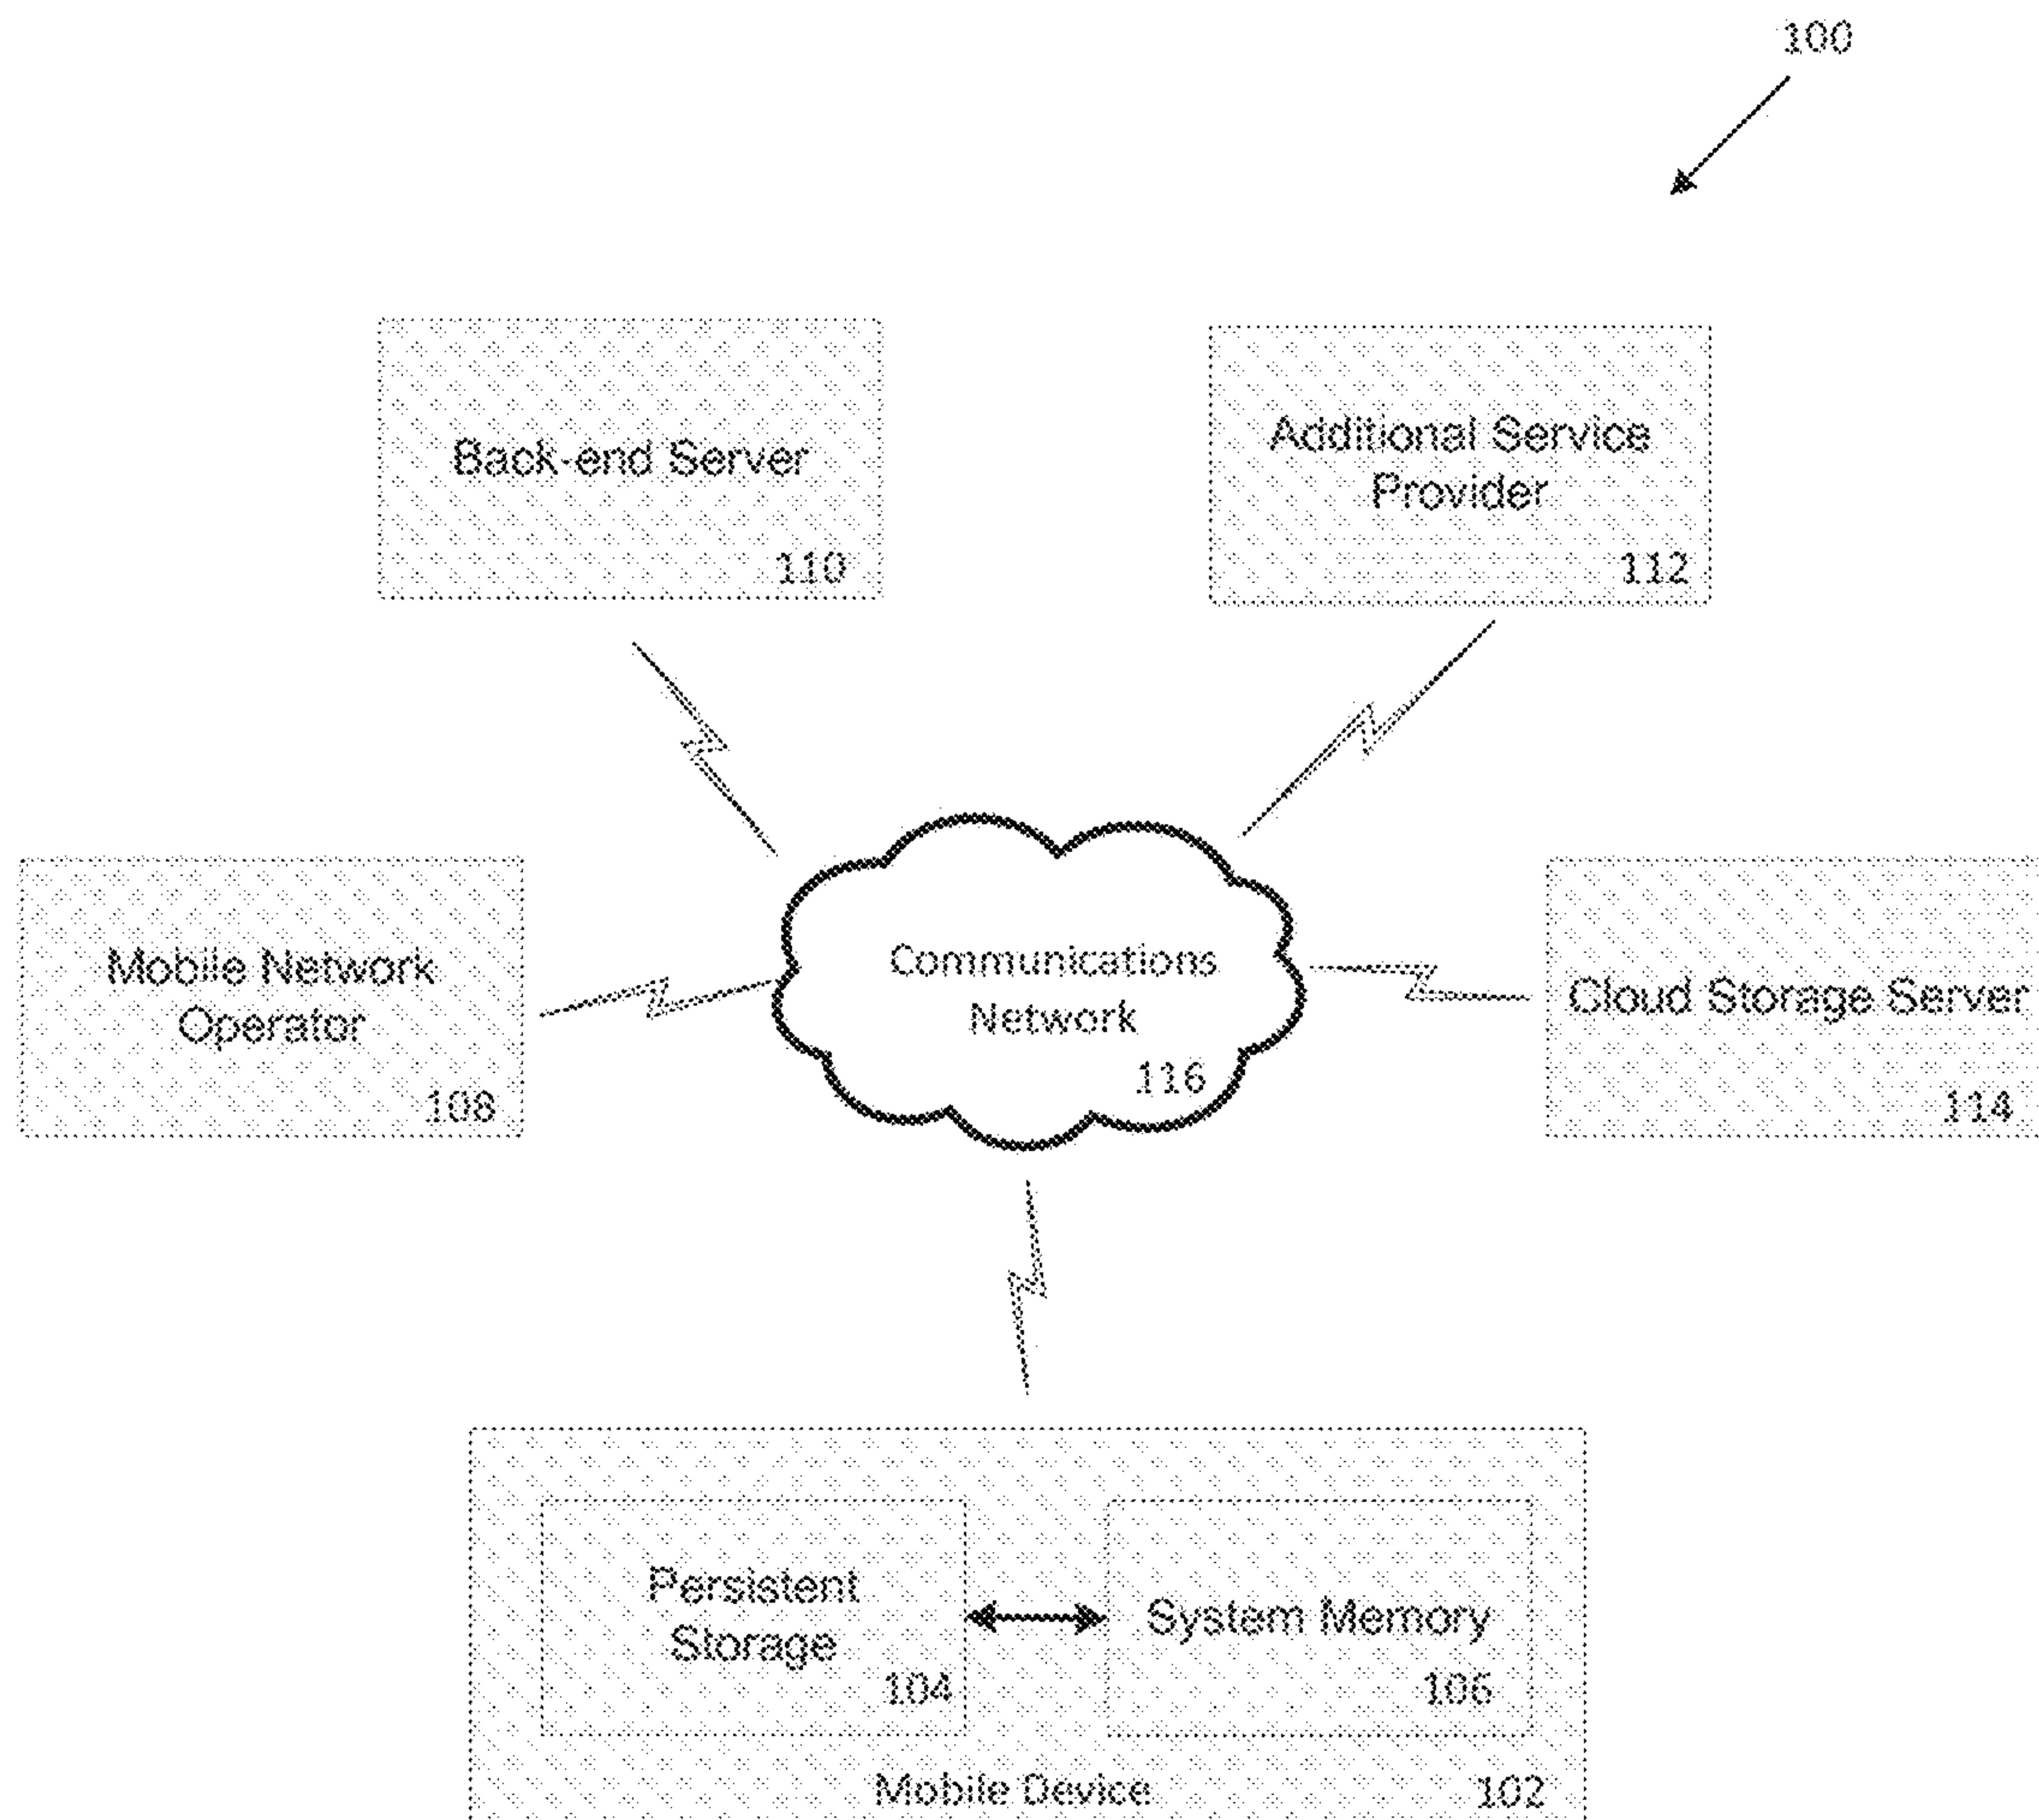 100
Back-end Server
110
Additional Service
Provider
112
Mobile Network
Operator
108
Communications
Network
116
Cloud Storage Server
114
Persistent
Storage
104
System Memory
106
Mobile Device
102